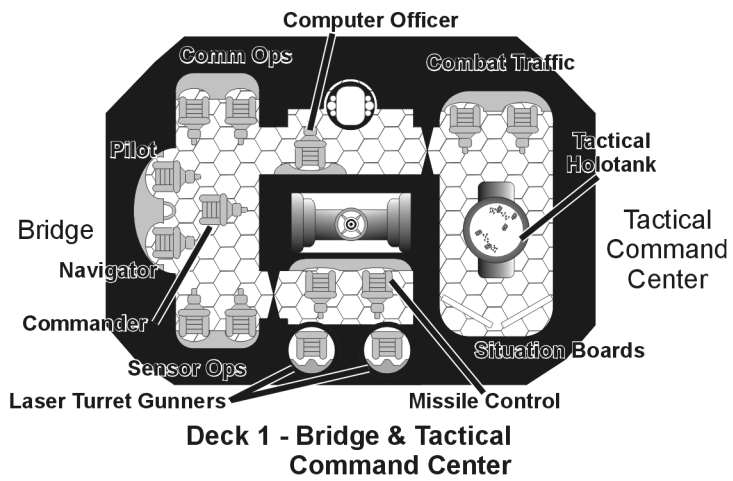 Computer Officer
Comm Ops
Combat Traffic
Pilot
Tactical
Holotank
Bridge
Tactical
Command
Center
Navigator
Commander
Situation Boards
Sensor Ops
Laser Turret Gunners
Missile Control
Deck 1 - Bridge & Tactical
Command Center